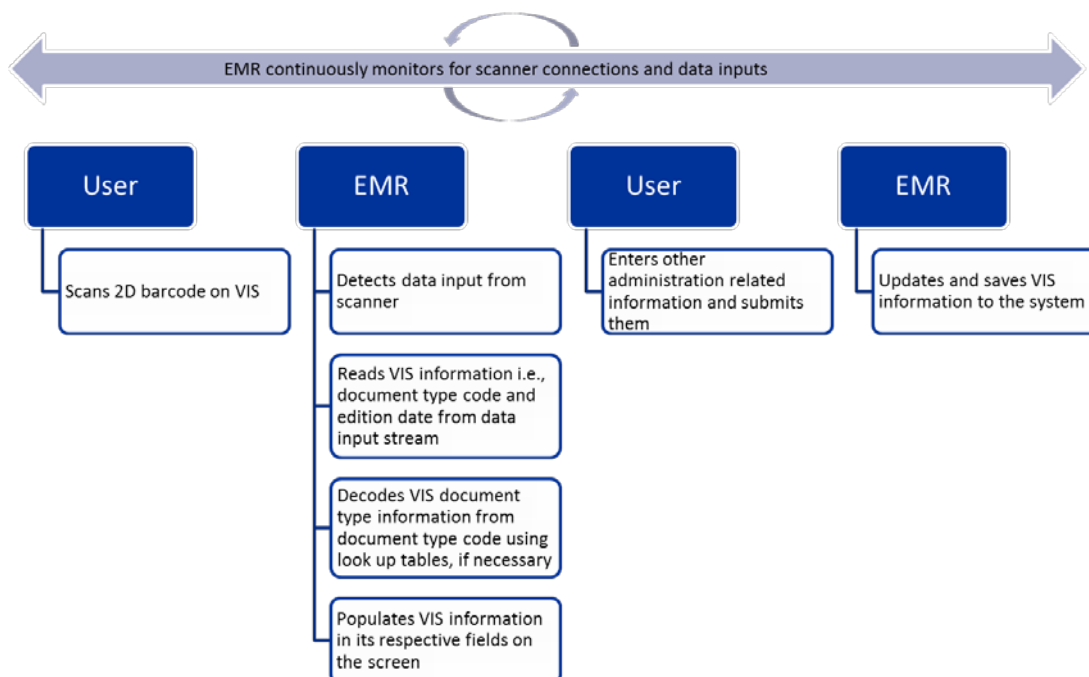 EMR continuously monitors for scanner connections and data inputs
User
Scans 2D barcode on VIS
EMR
Detects data input from
scanner
Reads VIS information i.e.,
document type code and
edition date from data
input stream
Decodes VIS document
type information from
document type code using
look up tables, if necessary
Populates VIS information
in its respective fields on
the screen
User
Enters other
administration related
information and submits
them
EMR
Updates and saves VIS
information to the system